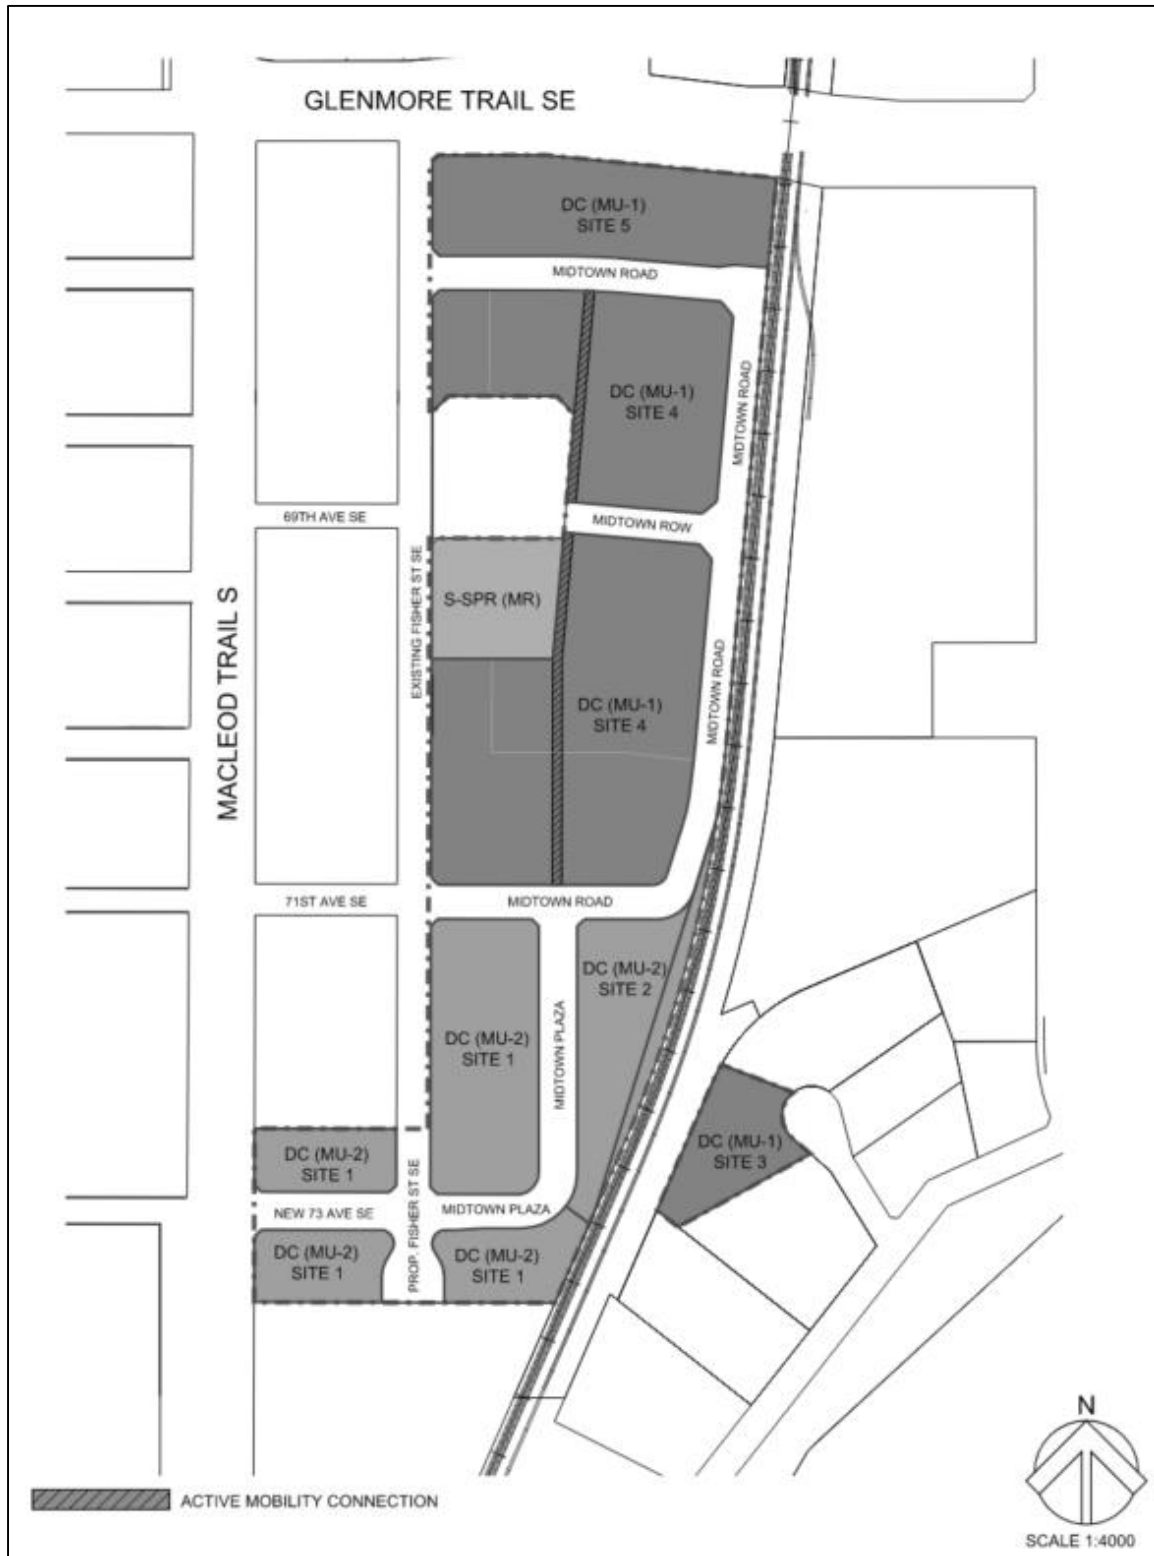 GLENMORE TRAIL SE
DC (MU-1)
SITE 5
MIDTOWN ROAD
DC (MU-1)
SITE 4
MIDTOWN ROAD
69TH AVE SE
MIDTOWN ROW
EXISTING FISHER ST SE
S-SPR (MR)
MACLEOD TRAIL S
DC (MU-1)
SITE 4
MIDTOWN ROAD
71ST AVE SE
MIDTOWN ROAD
DC (MU-2)
SITE 2
DC (MU-2)
SITE 1
MIDTOWN PLAZA
DC (MU-2)
SITE 1
DC (MU-1)
SITE 3
NEW 73 AVE SE
PROP. FISHER ST SE
MIDTOWN PLAZA
DC (MU-2)
SITE 1
DC (MU-2)
SITE 1
N
ACTIVE MOBILITY CONNECTION
SCALE 1:4000